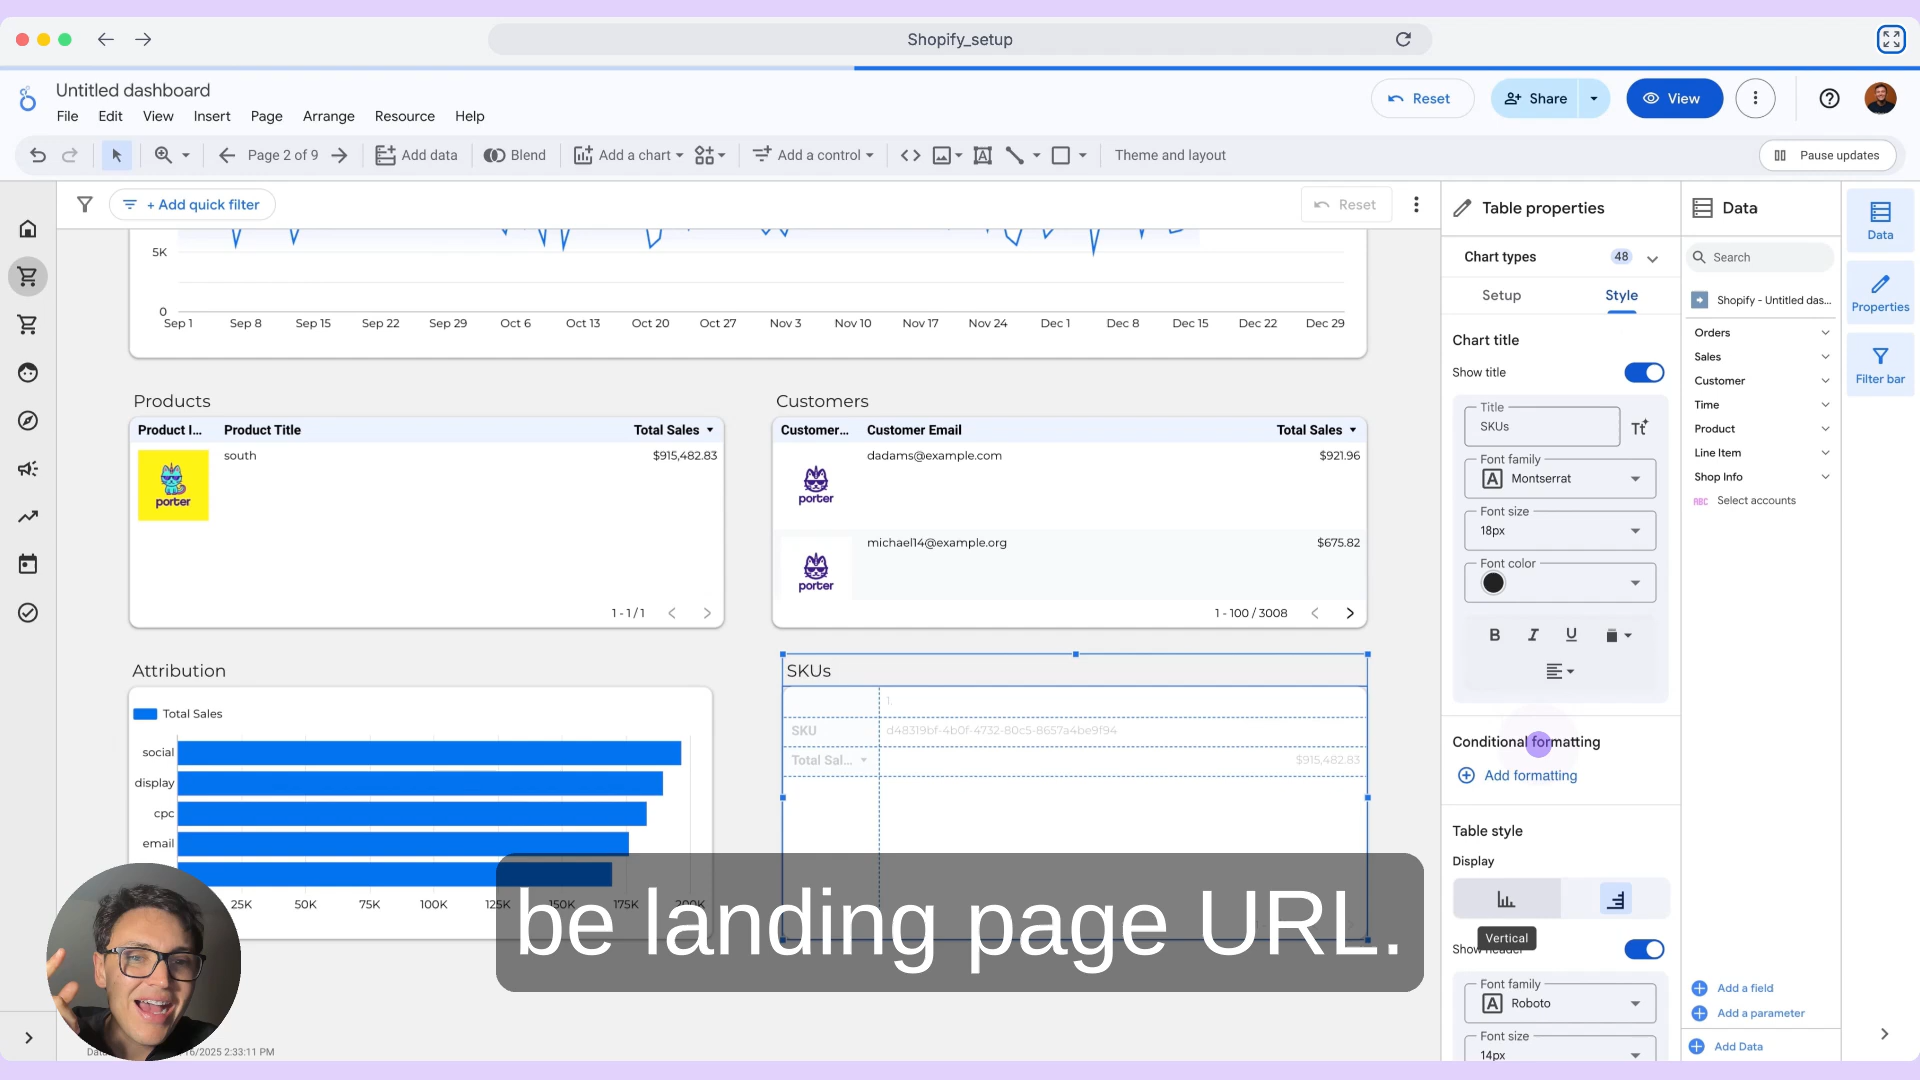 Shopify_setup
Untitled dashboard
File Edit View Insert Page Arrange Resource Help
Reset
Share
View
Page 2 of 9
Add data
Blend
Add a chart
Add a control
Theme and layout
Pause updates
+ Add quick filter
Reset
5K
0
Sep 1 Sep 8 Sep 15 Sep 22 Sep 29 Oct 6 Oct 13 Oct 20 Oct 27 Nov 3 Nov 10 Nov 17 Nov 24 Dec 1 Dec 8 Dec 15 Dec 22 Dec 29
Products
Product I... Product Title Total Sales
porter
south $915,482.83
1 - 1 / 1
Customers
Customer... Customer Email Total Sales
porter
dadams@example.com $921.96
porter
michael14@example.org $675.82
1 - 100 / 3008
Attribution
Total Sales
social
display
cpc
email
25K 50K 75K 100K 125K 150K 175K 200K
SKUs
1.
SKU d48319bf-4b0f-4732-80c5-8657a4be9f94
Total Sal... $915,482.83
be landing page URL.
6/2025 2:33:11 PM
Table properties
Chart types 48
Setup Style
Chart title
Show title
Title
SKUs
Font family
Montserrat
Font size
18px
Font color
B I U
Conditional formatting
Add formatting
Table style
Display
Vertical
Show header
Font family
Roboto
Font size
14px
Data
Search
Shopify - Untitled das...
Orders
Sales
Customer
Time
Product
Line Item
Shop Info
ABC Select accounts
Add a field
Add a parameter
Add Data
Data
Properties
Filter bar